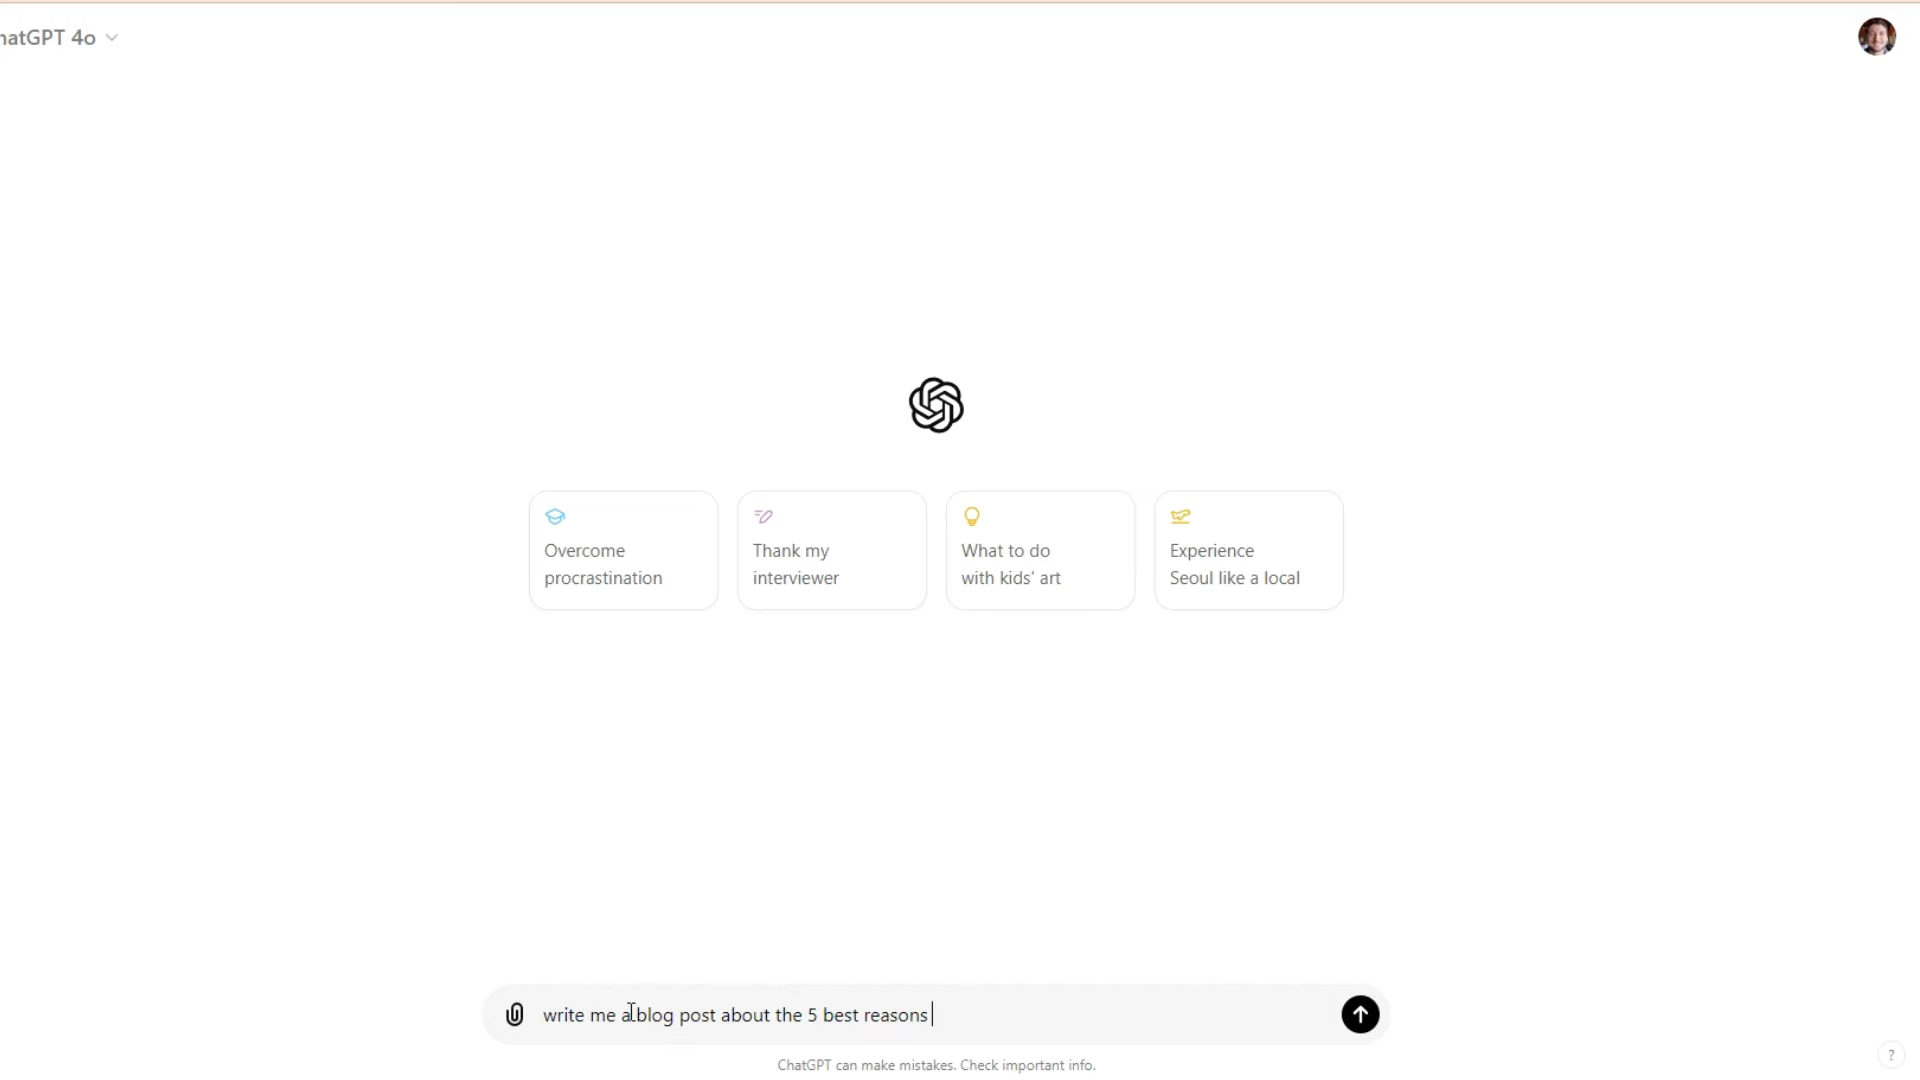 hatGPT 4o
Overcome
procrastination
Thank my
interviewer
What to do
with kids' art
Experience
Seoul like a local
write me a blog post about the 5 best reasons
ChatGPT can make mistakes. Check important info.
?